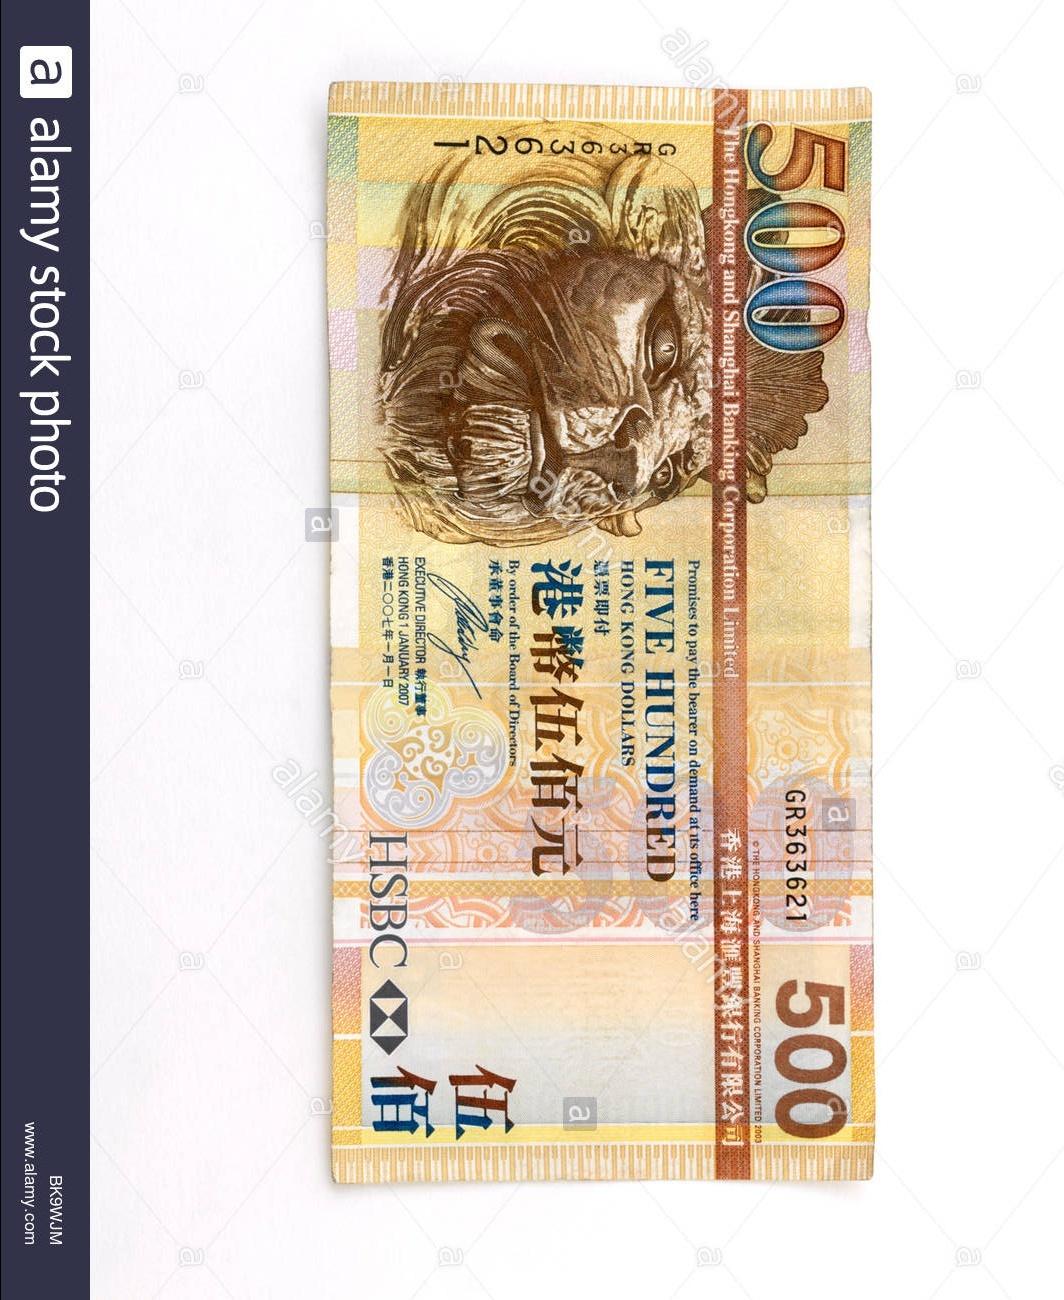 500
The Hongkong and Shanghai Banking Corporation Limited
香港上海滙豐銀行有限公司
500
© THE HONGKONG AND SHANGHAI BANKING CORPORATION LIMITED 2003
GR363621
GR363621
Promises to pay the bearer on demand at its office here
FIVE HUNDRED
HONG KONG DOLLARS
憑票即付
港幣伍佰元
By order of the Board of Directors
承董事會命
EXECUTIVE DIRECTOR 執行董事
HONG KONG 1 JANUARY 2007
香港二〇〇七年一月一日
HSBC
伍
佰
a alamy stock photo
BK9WJM
www.alamy.com